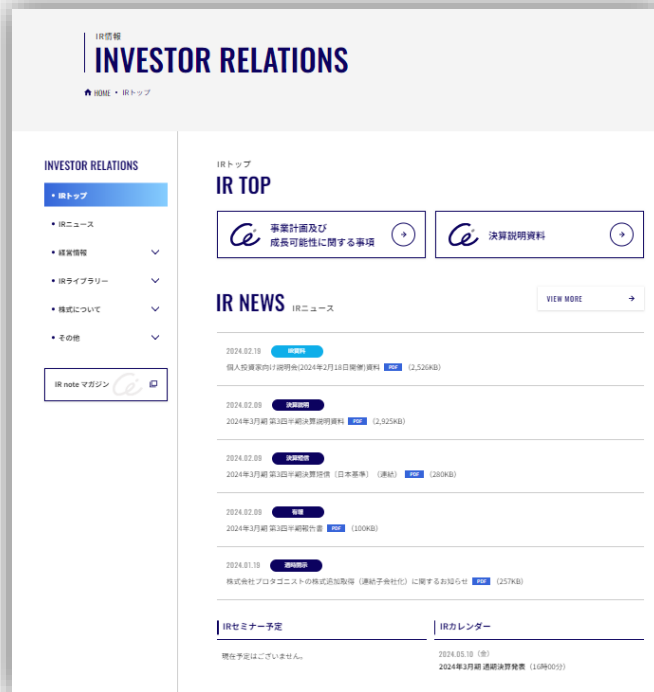 IR情報
INVESTOR RELATIONS
HOME • IRトップ
INVESTOR RELATIONS
• IRトップ
• IRニュース
• 経営情報
• IRライブラリー
• 株式について
• その他
IR note マガジン
IRトップ
IR TOP
事業計画及び
成長可能性に関する事項
決算説明資料
IR NEWS IRニュース
VIEW MORE
2024.02.19 IR資料
個人投資家向け説明会(2024年2月18日開催)資料 PDF (2,526KB)
2024.02.09 決算説明
2024年3月期 第3四半期決算説明資料 PDF (2,925KB)
2024.02.09 決算短信
2024年3月期 第3四半期決算短信〔日本基準〕(連結) PDF (280KB)
2024.02.09 有報
2024年3月期 第3四半期報告書 PDF (100KB)
2024.01.19 適時開示
株式会社プロタゴニストの株式追加取得(連結子会社化)に関するお知らせ PDF (257KB)
IRセミナー予定
現在予定はございません。
IRカレンダー
2024.05.10 (金)
2024年3月期 通期決算発表 (16時00分)